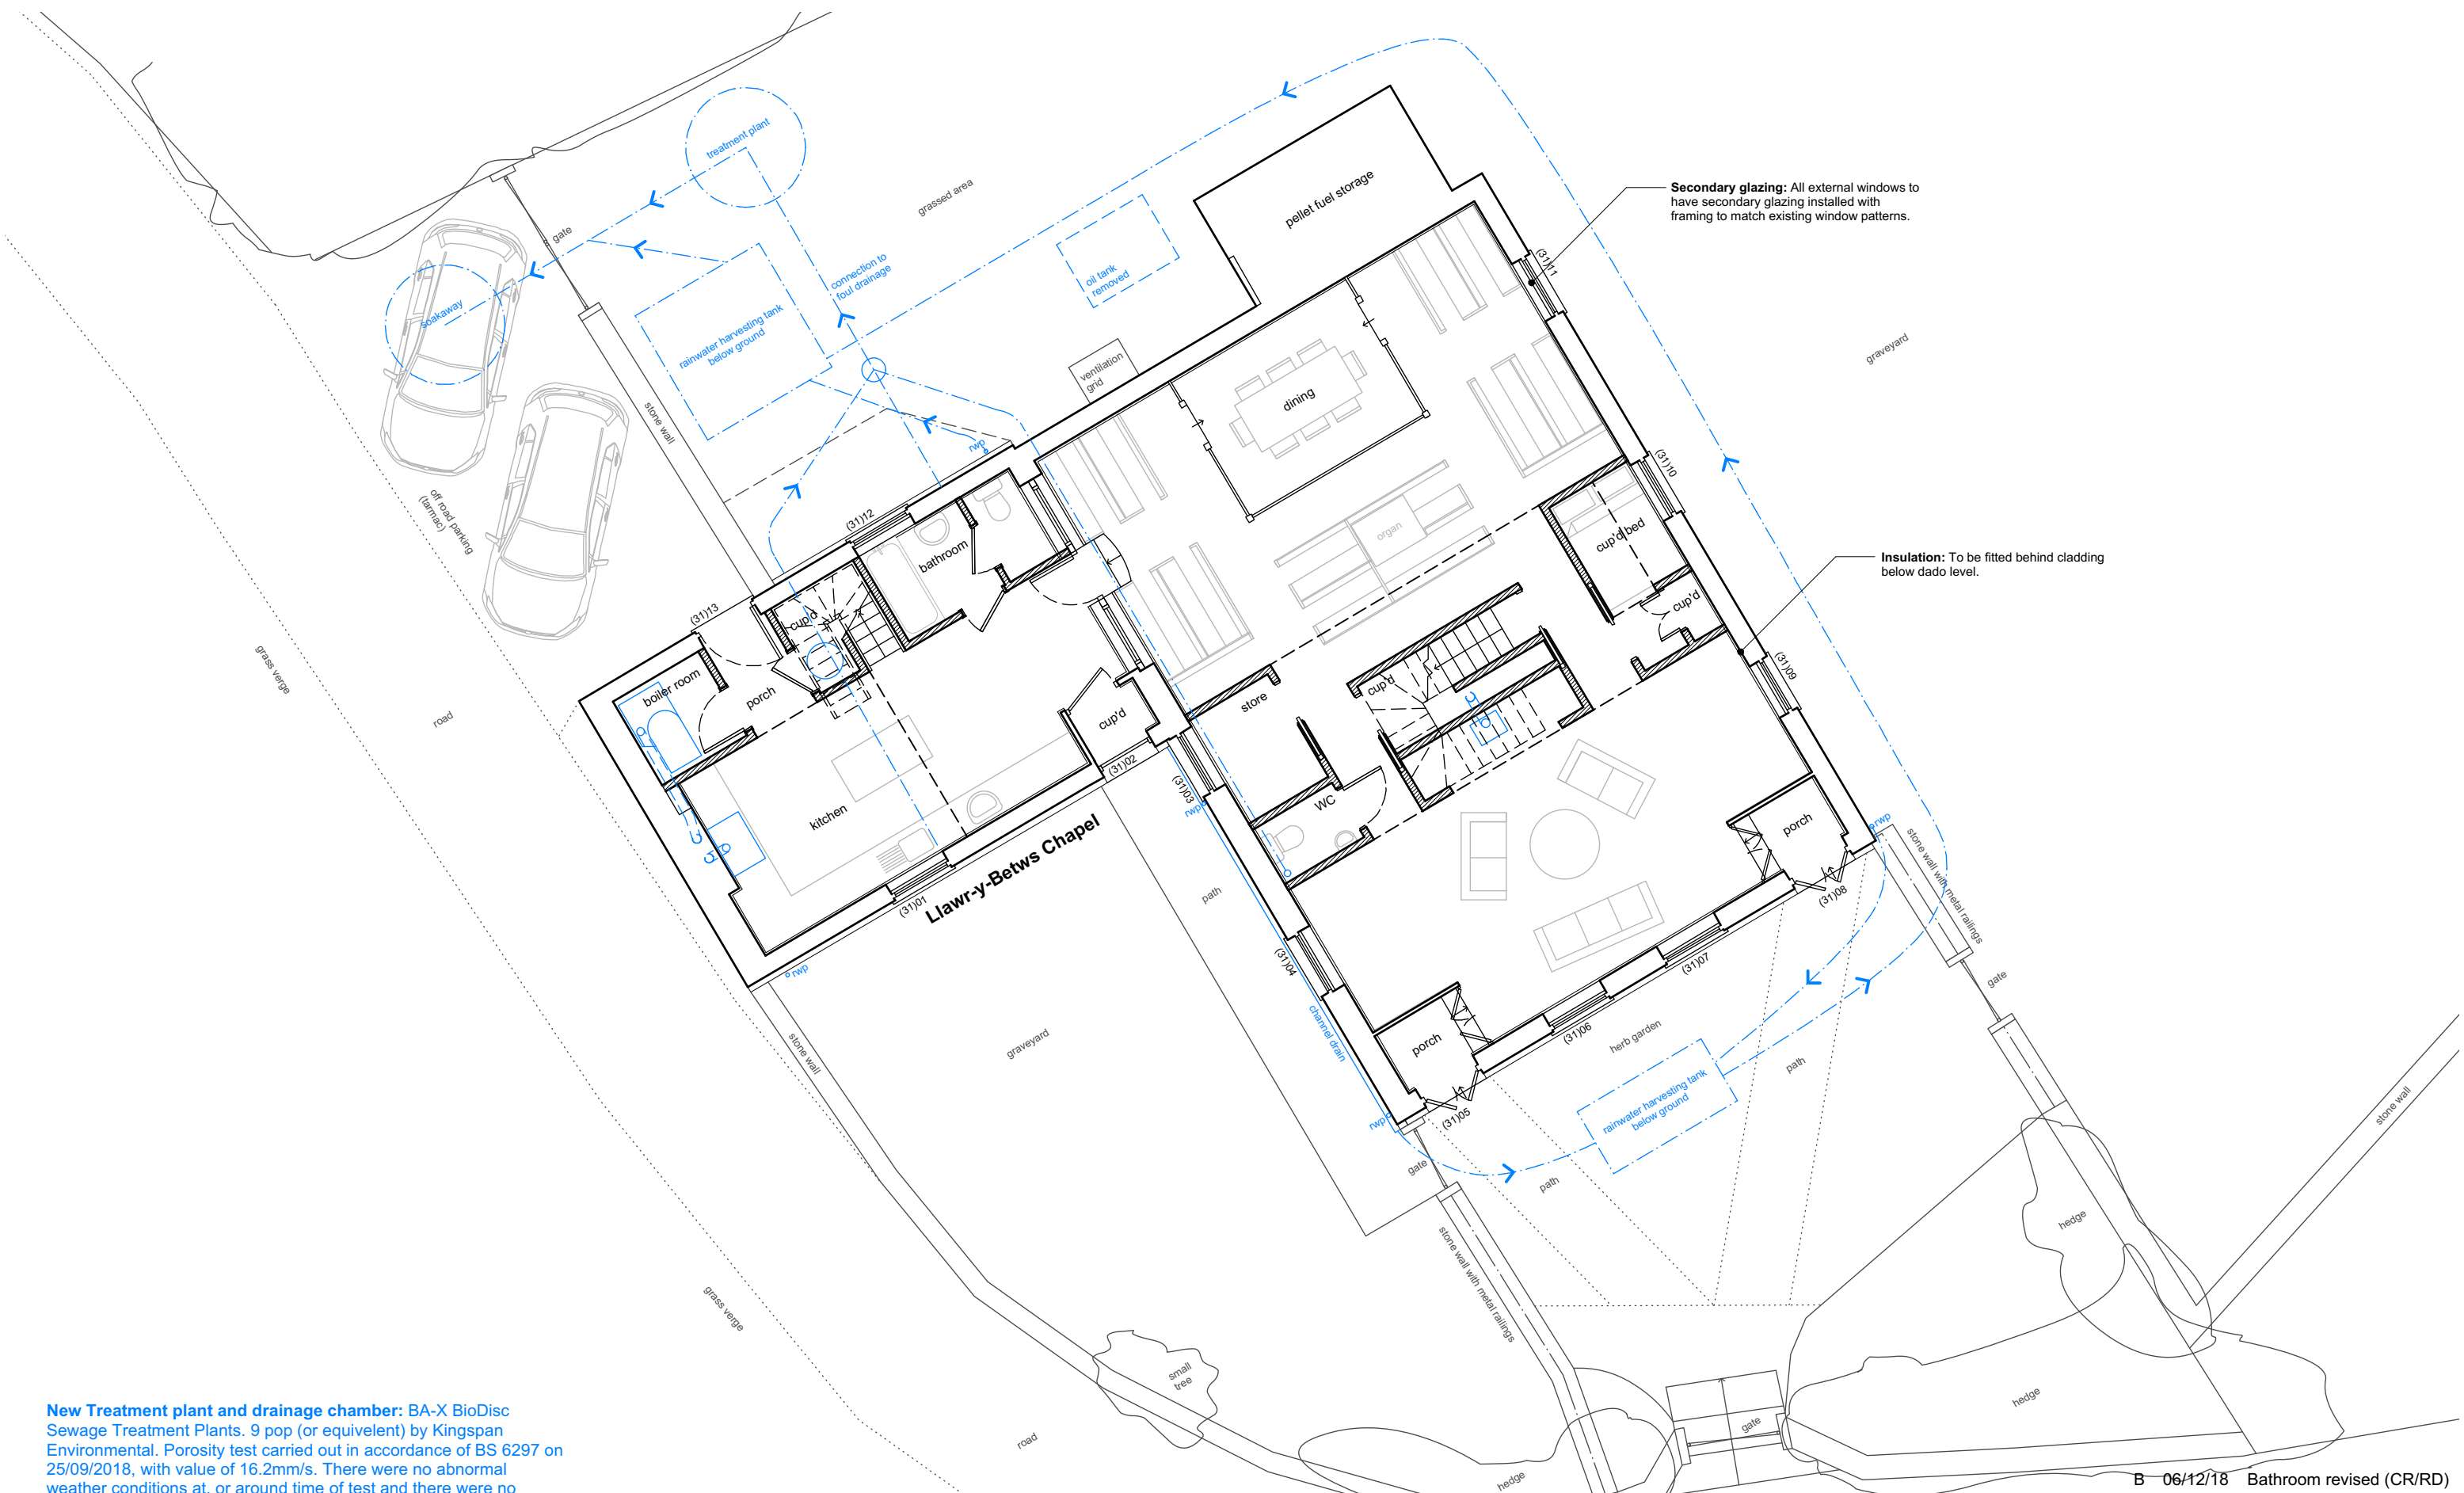 treatment plant
grassed area
gate
soakaway
rainwater harvesting tank
below ground
connection to
foul drainage
oil tank
removed
pellet fuel storage
Secondary glazing: All external windows to
have secondary glazing installed with
framing to match existing window patterns.
(31)11
graveyard
ventilation
grid
dining
stone wall
off road parking
(tarmac)
rwp
(31)12
bathroom
organ
(31)10
cup'd bed
Insulation: To be fitted behind cladding
below dado level.
cup'd
(31)13
cup'd
boiler room
porch
grass verge
road
cup'd
store
cup'd
(31)09
(31)02
(31)03
rwp
kitchen
WC
porch
rwp
stone wall with metal railings
(31)01
Llawr-y-Betws Chapel
path
(31)08
(31)04
(31)07
gate
rwp
channel drain
(31)06
herb garden
stone wall
graveyard
porch
path
rainwater harvesting tank
below ground
(31)05
rwp
gate
path
stone wall
hedge
stone wall with metal railings
grass verge
small
tree
hedge
gate
road
hedge
New Treatment plant and drainage chamber: BA-X BioDisc
Sewage Treatment Plants. 9 pop (or equivelent) by Kingspan
Environmental. Porosity test carried out in accordance of BS 6297 on
25/09/2018, with value of 16.2mm/s. There were no abnormal
weather conditions at, or around time of test and there were no
B 06/12/18 Bathroom revised (CR/RD)